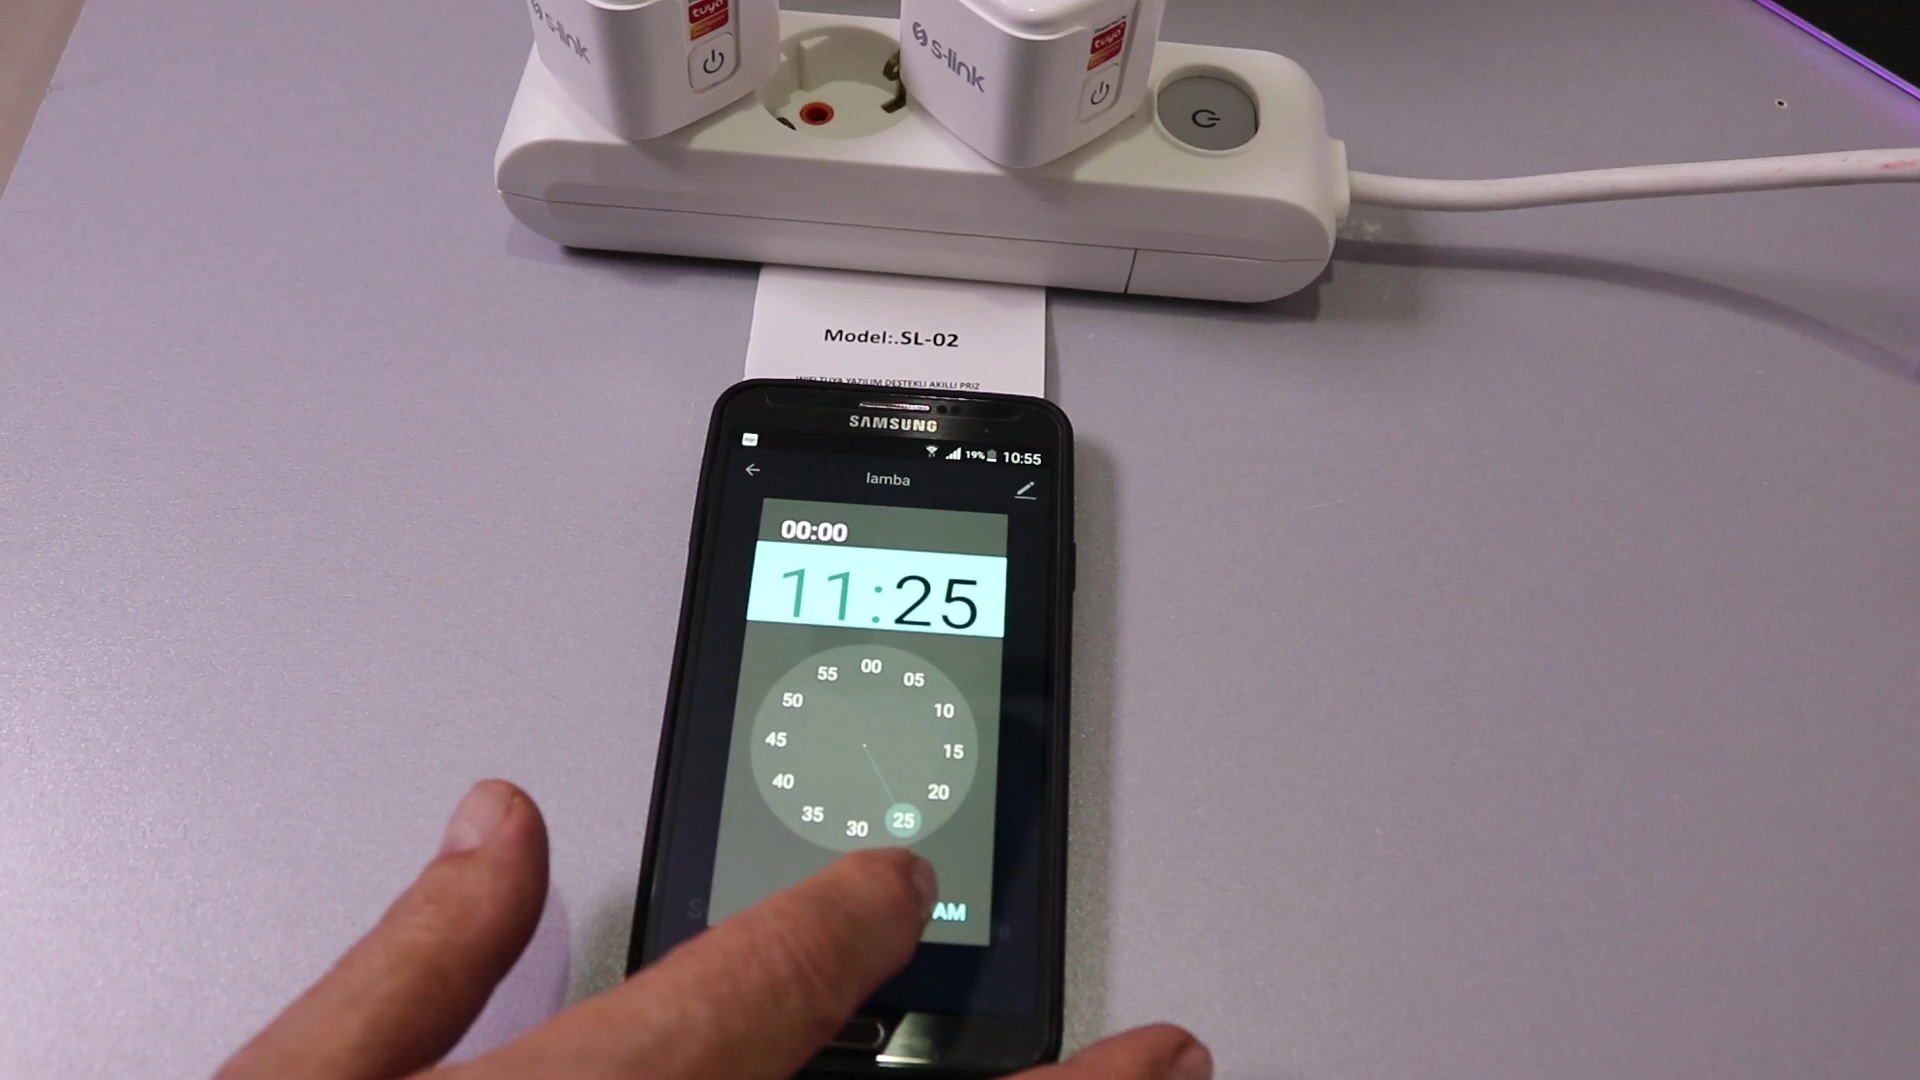 S-link
tuya
S-link
tuya
Model:.SL-02
WIFI TUYA YAZILIM DESTEKLİ AKILLI PRİZ
SAMSUNG
19% 10:55
lamba
00:00
11:25
00
05
10
15
20
25
30
35
40
45
50
55
AM